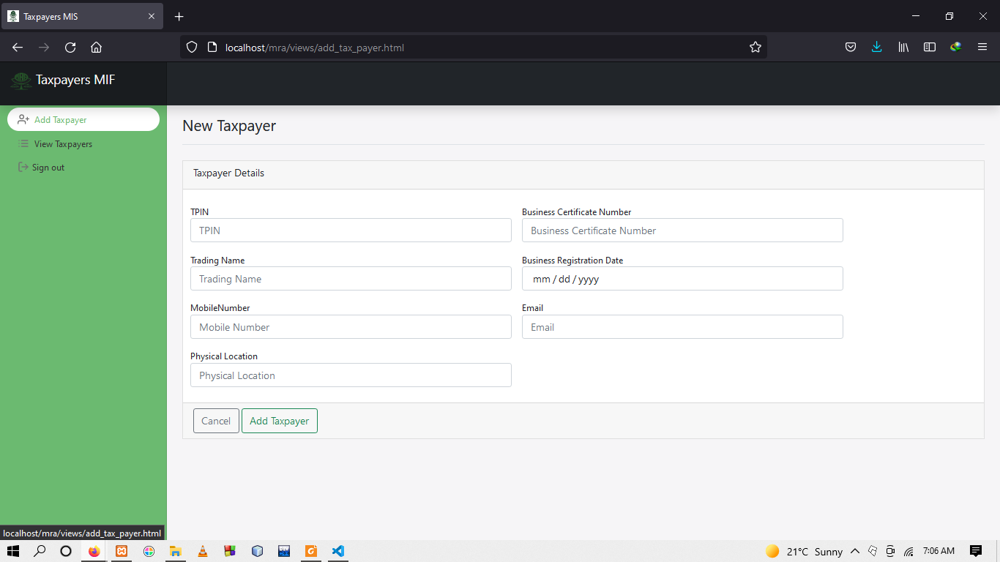 Taxpayers MIS
localhost/mra/views/add_tax_payer.html
Taxpayers MIF
Add Taxpayer
View Taxpayers
Sign out
New Taxpayer
Taxpayer Details
TPIN
Business Certificate Number
TPIN
Business Certificate Number
Trading Name
Business Registration Date
Trading Name
mm / dd / yyyy
MobileNumber
Email
Mobile Number
Email
Physical Location
Physical Location
Cancel
Add Taxpayer
localhost/mra/views/add_tax_payer.html
21°C Sunny
7:06 AM